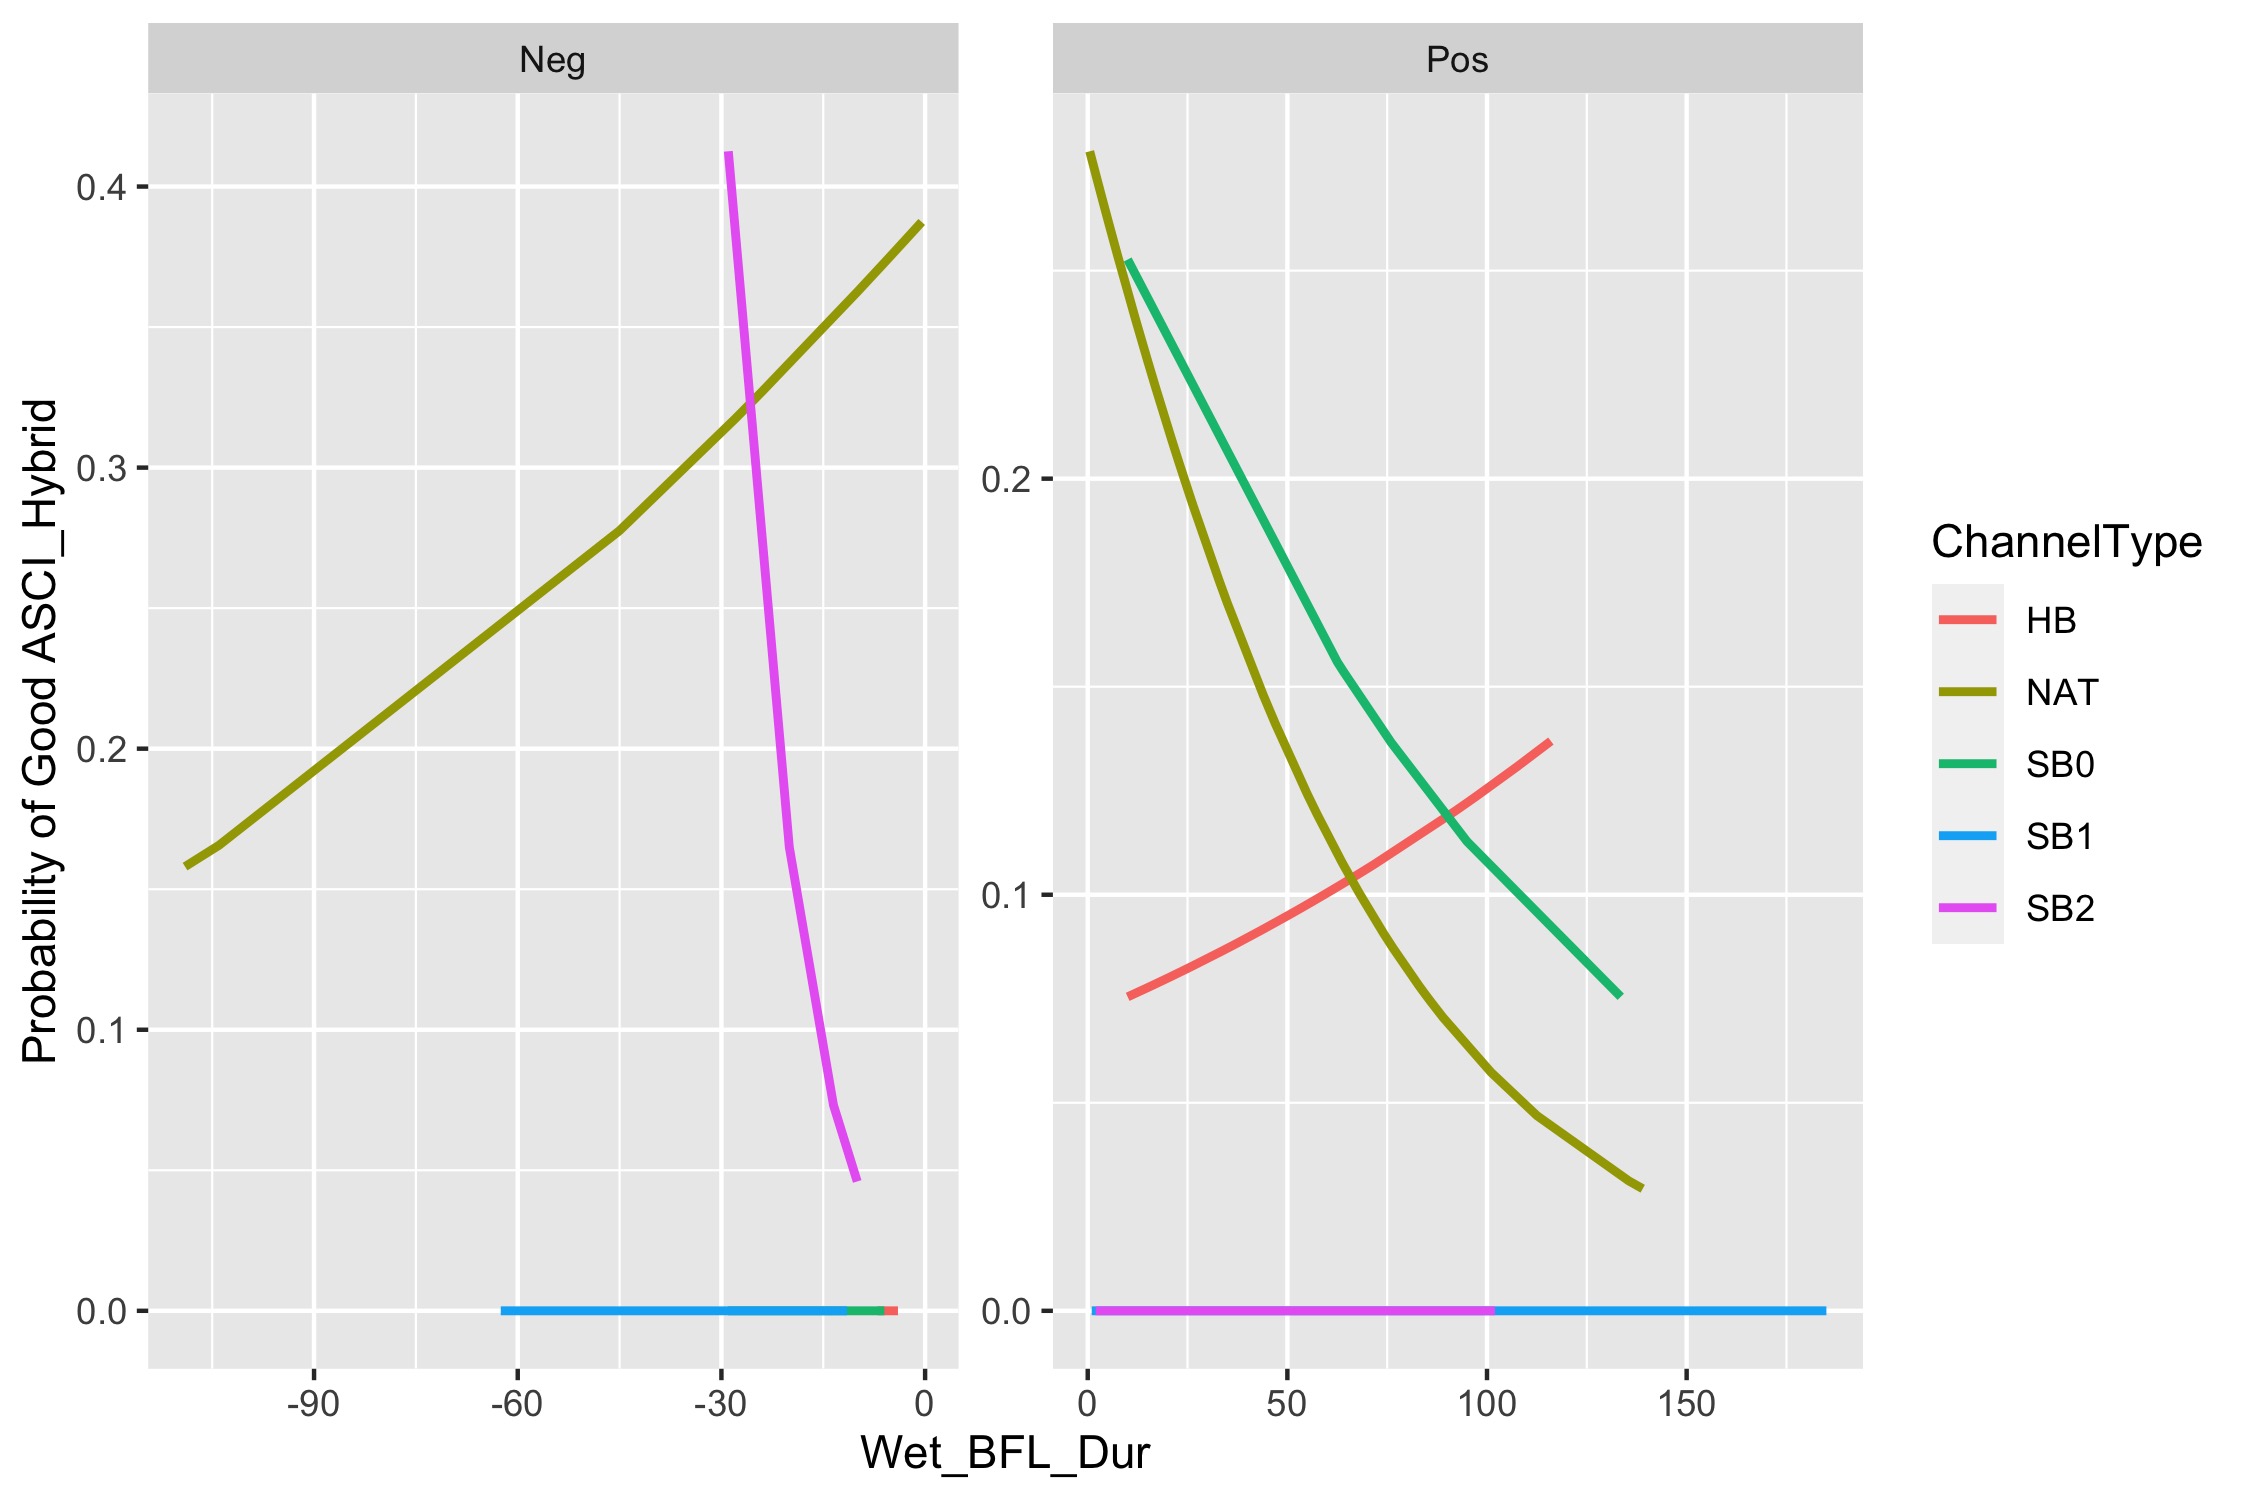 Neg
Pos
Probability of Good ASCI_Hybrid
0.4
0.3
0.2
0.1
0.0
0.2
0.1
0.0
-90 -60 -30 0
0 50 100 150
Wet_BFL_Dur
ChannelType
HB
NAT
SB0
SB1
SB2